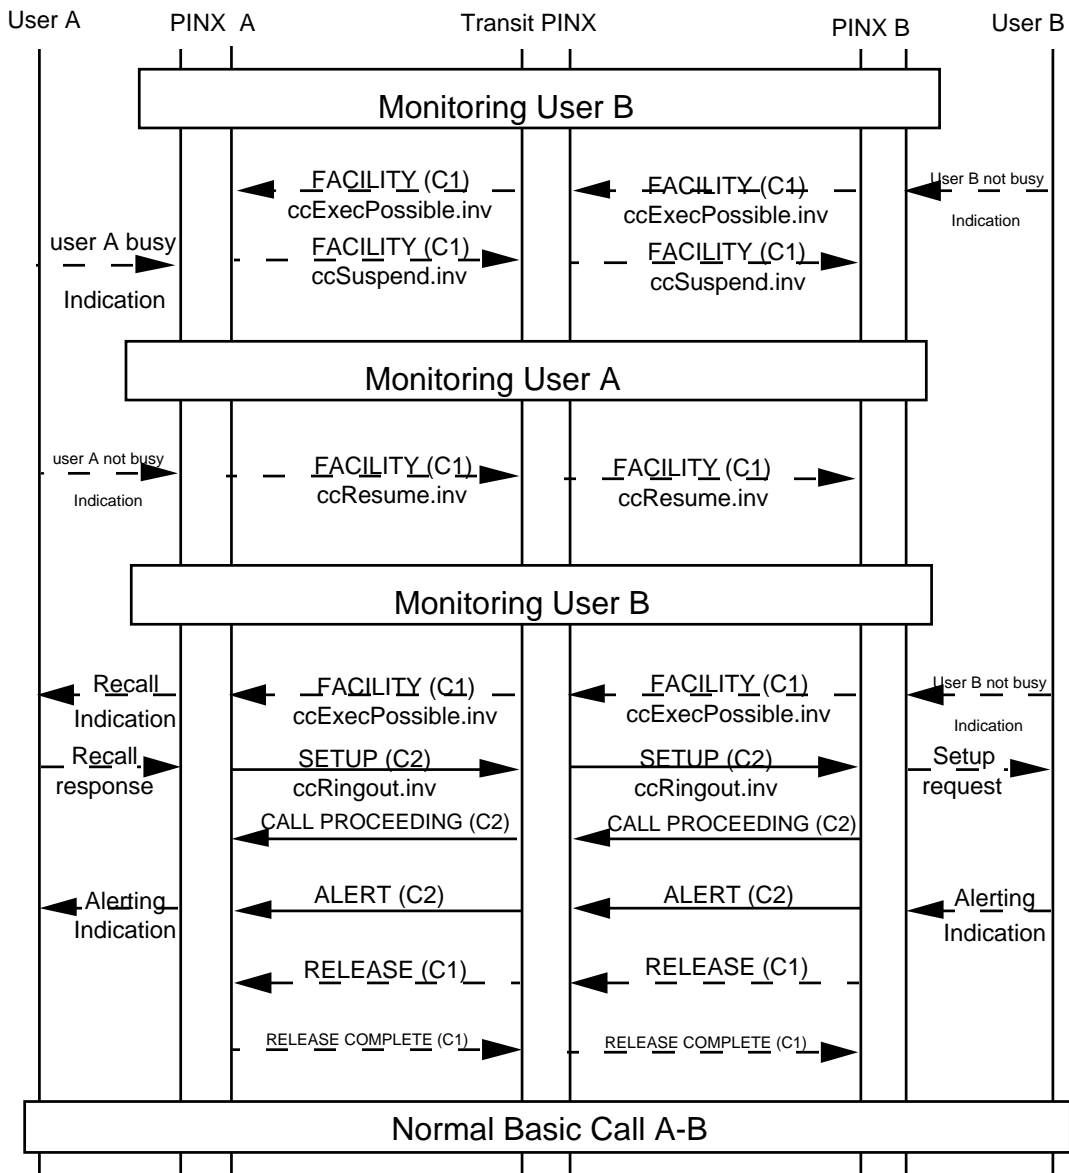 User A
PINX A
Transit PINX
PINX B
User B
Monitoring User B
FACILITY (C1)
ccExecPossible.inv
FACILITY (C1)
ccExecPossible.inv
User B not busy
Indication
user A busy
Indication
FACILITY (C1)
ccSuspend.inv
FACILITY (C1)
ccSuspend.inv
Monitoring User A
user A not busy
Indication
FACILITY (C1)
ccResume.inv
FACILITY (C1)
ccResume.inv
Monitoring User B
Recall
Indication
FACILITY (C1)
ccExecPossible.inv
FACILITY (C1)
ccExecPossible.inv
User B not busy
Indication
Recall
response
SETUP (C2)
ccRingout.inv
SETUP (C2)
ccRingout.inv
Setup
request
CALL PROCEEDING (C2)
CALL PROCEEDING (C2)
Alerting
Indication
ALERT (C2)
ALERT (C2)
Alerting
Indication
RELEASE (C1)
RELEASE (C1)
RELEASE COMPLETE (C1)
RELEASE COMPLETE (C1)
Normal Basic Call A-B